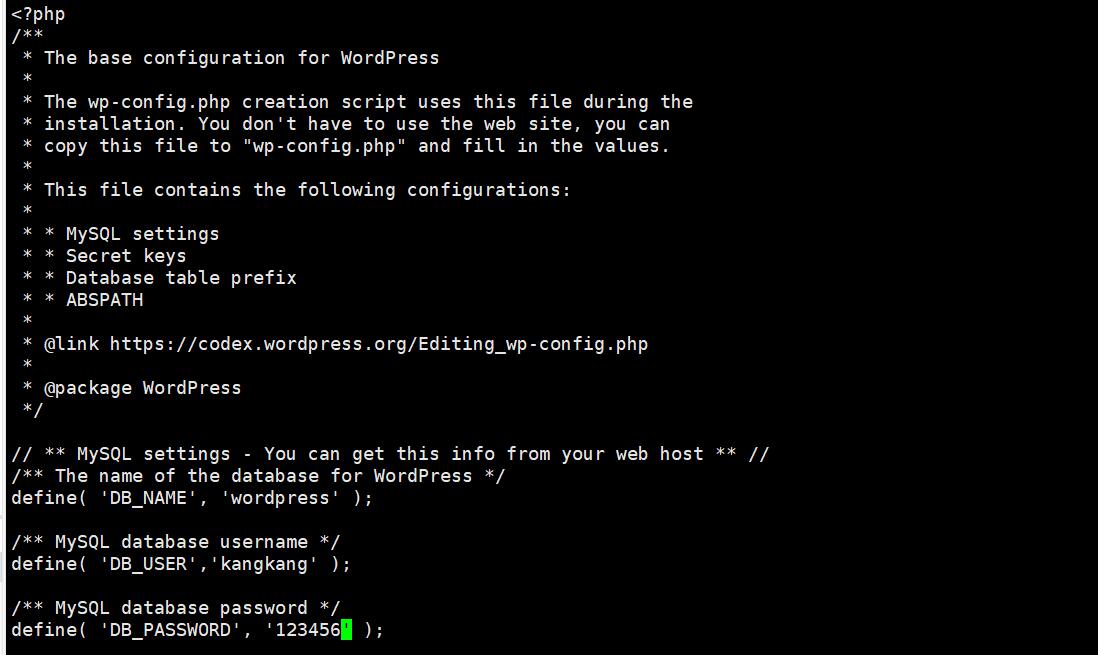 <?php
/**
 * The base configuration for WordPress
 *
 * The wp-config.php creation script uses this file during the
 * installation. You don't have to use the web site, you can
 * copy this file to "wp-config.php" and fill in the values.
 *
 * This file contains the following configurations:
 *
 * * MySQL settings
 * * Secret keys
 * * Database table prefix
 * * ABSPATH
 *
 * @link https://codex.wordpress.org/Editing_wp-config.php
 *
 * @package WordPress
 */

// ** MySQL settings - You can get this info from your web host ** //
/** The name of the database for WordPress */
define( 'DB_NAME', 'wordpress' );

/** MySQL database username */
define( 'DB_USER','kangkang' );

/** MySQL database password */
define( 'DB_PASSWORD', '123456' );